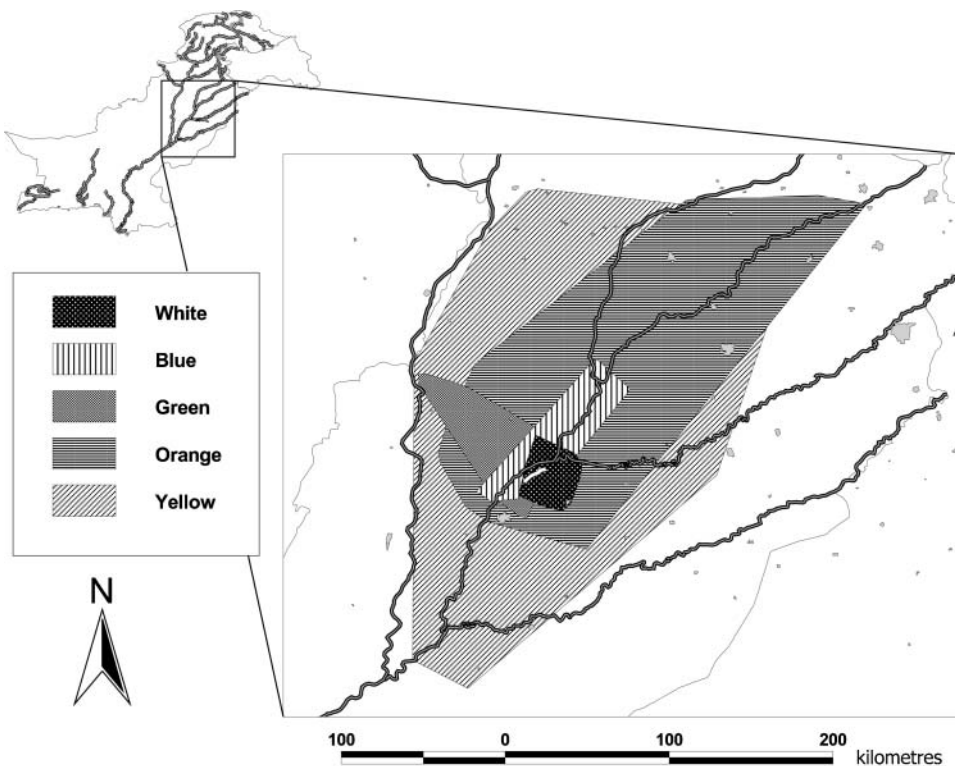 White
Blue
Green
Orange
Yellow
N
100 0 100 200 kilometres